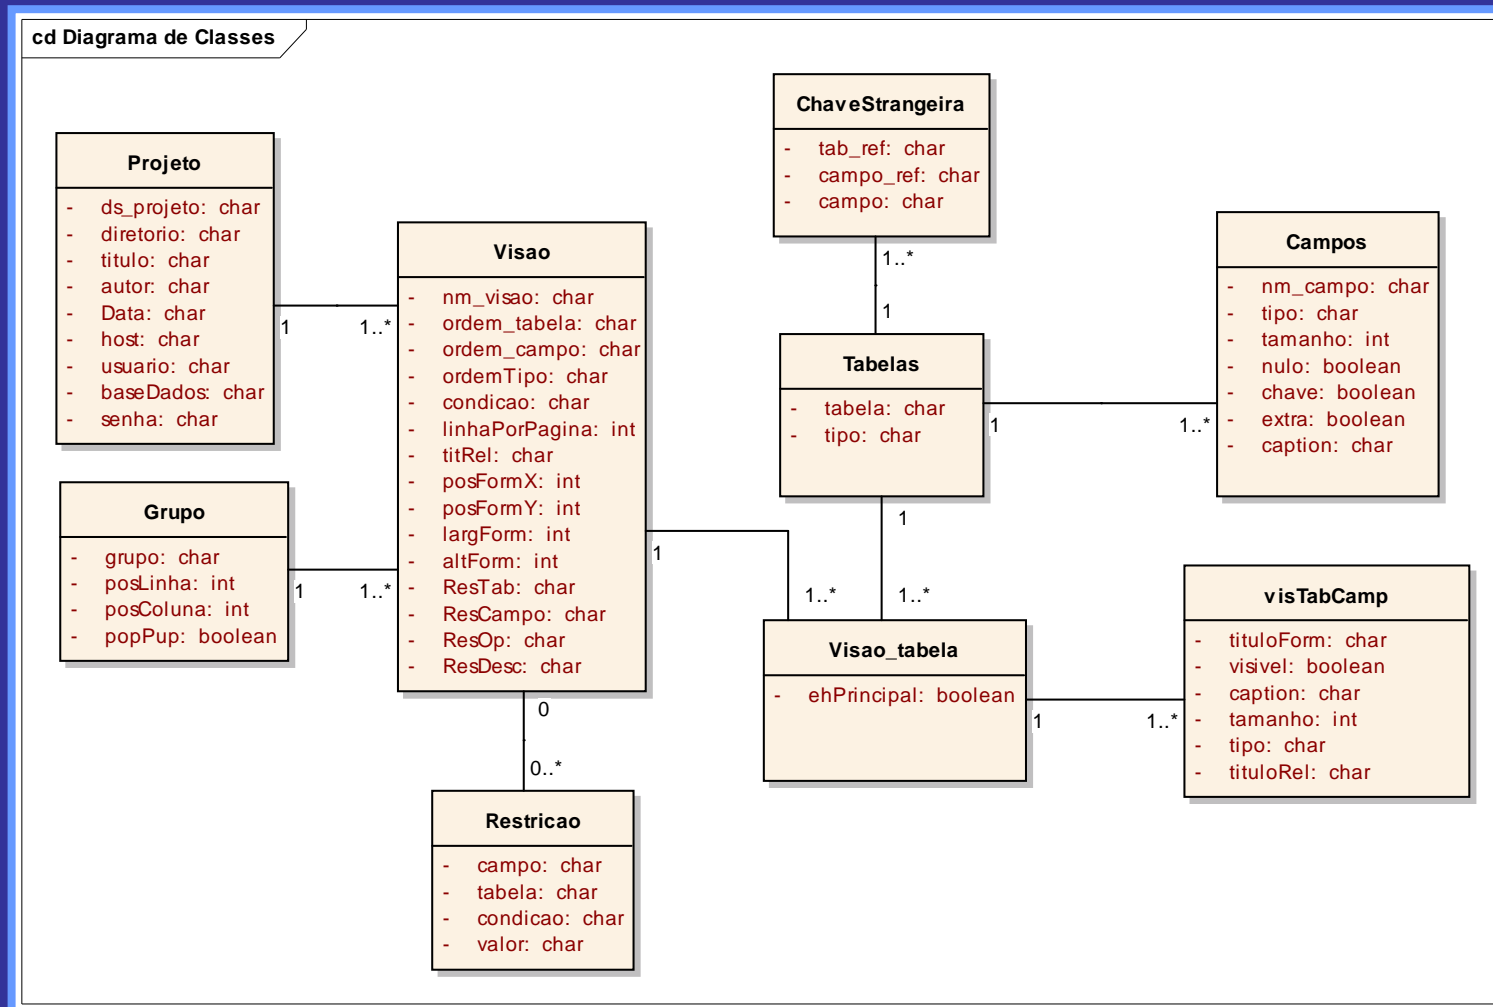 cd Diagrama de Classes
Projeto
- ds_projeto: char
- diretorio: char
- titulo: char
- autor: char
- Data: char
- host: char
- usuario: char
- baseDados: char
- senha: char
1
1..*
Grupo
- grupo: char
- posLinha: int
- posColuna: int
- popPup: boolean
1
1..*
Visao
- nm_visao: char
- ordem_tabela: char
- ordem_campo: char
- ordemTipo: char
- condicao: char
- linhaPorPagina: int
- titRel: char
- posFormX: int
- posFormY: int
- largForm: int
- altForm: int
- ResTab: char
- ResCampo: char
- ResOp: char
- ResDesc: char
0
0..*
Restricao
- campo: char
- tabela: char
- condicao: char
- valor: char
ChaveStrangeira
- tab_ref: char
- campo_ref: char
- campo: char
1..*
1
Tabelas
- tabela: char
- tipo: char
1
1..*
Campos
- nm_campo: char
- tipo: char
- tamanho: int
- nulo: boolean
- chave: boolean
- extra: boolean
- caption: char
1
1
1..*
1..*
Visao_tabela
- ehPrincipal: boolean
1
1..*
visTabCamp
- tituloForm: char
- visivel: boolean
- caption: char
- tamanho: int
- tipo: char
- tituloRel: char